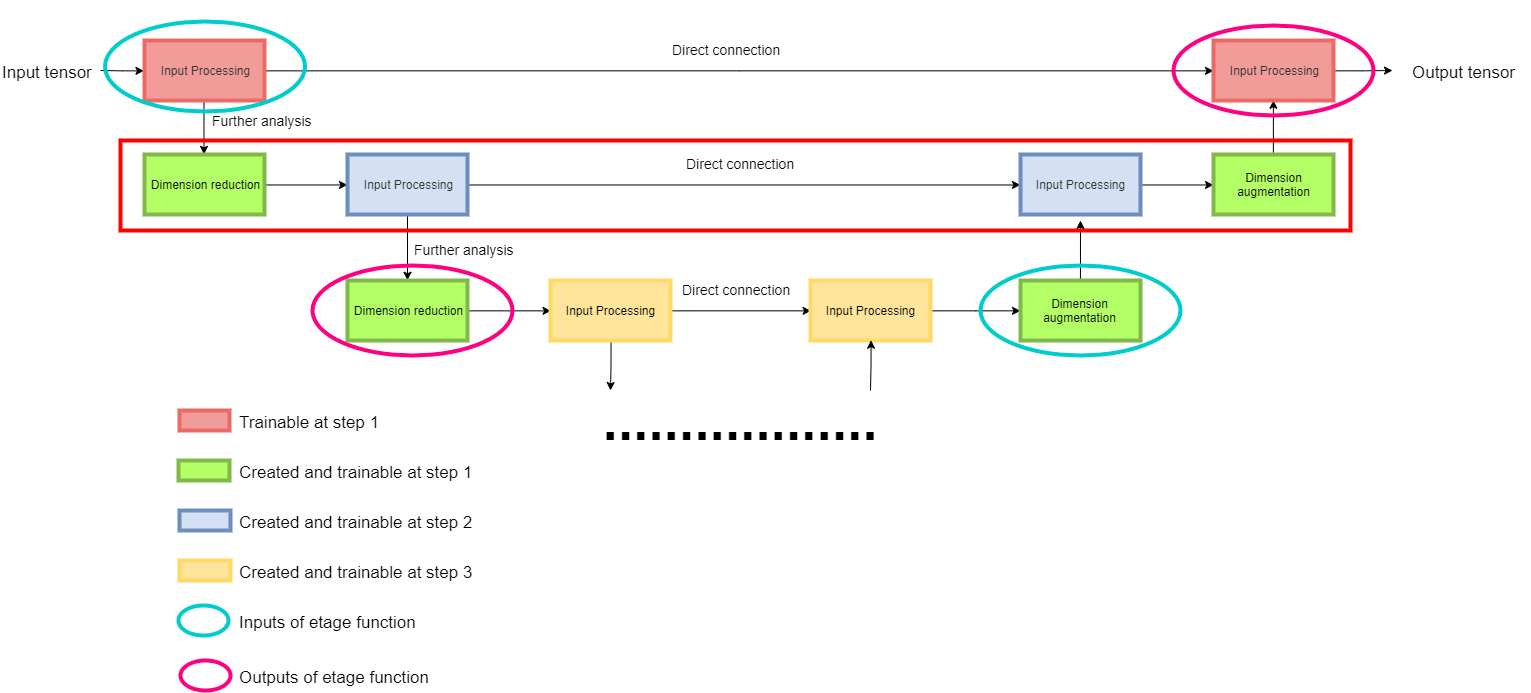 Direct connection
Input tensor
Input Processing
Input Processing
Output tensor
Further analysis
Direct connection
Dimension reduction
Input Processing
Input Processing
Dimension
augmentation
Further analysis
Direct connection
Dimension reduction
Input Processing
Input Processing
Dimension
augmentation
Trainable at step 1
Created and trainable at step 1
Created and trainable at step 2
Created and trainable at step 3
Inputs of etage function
Outputs of etage function